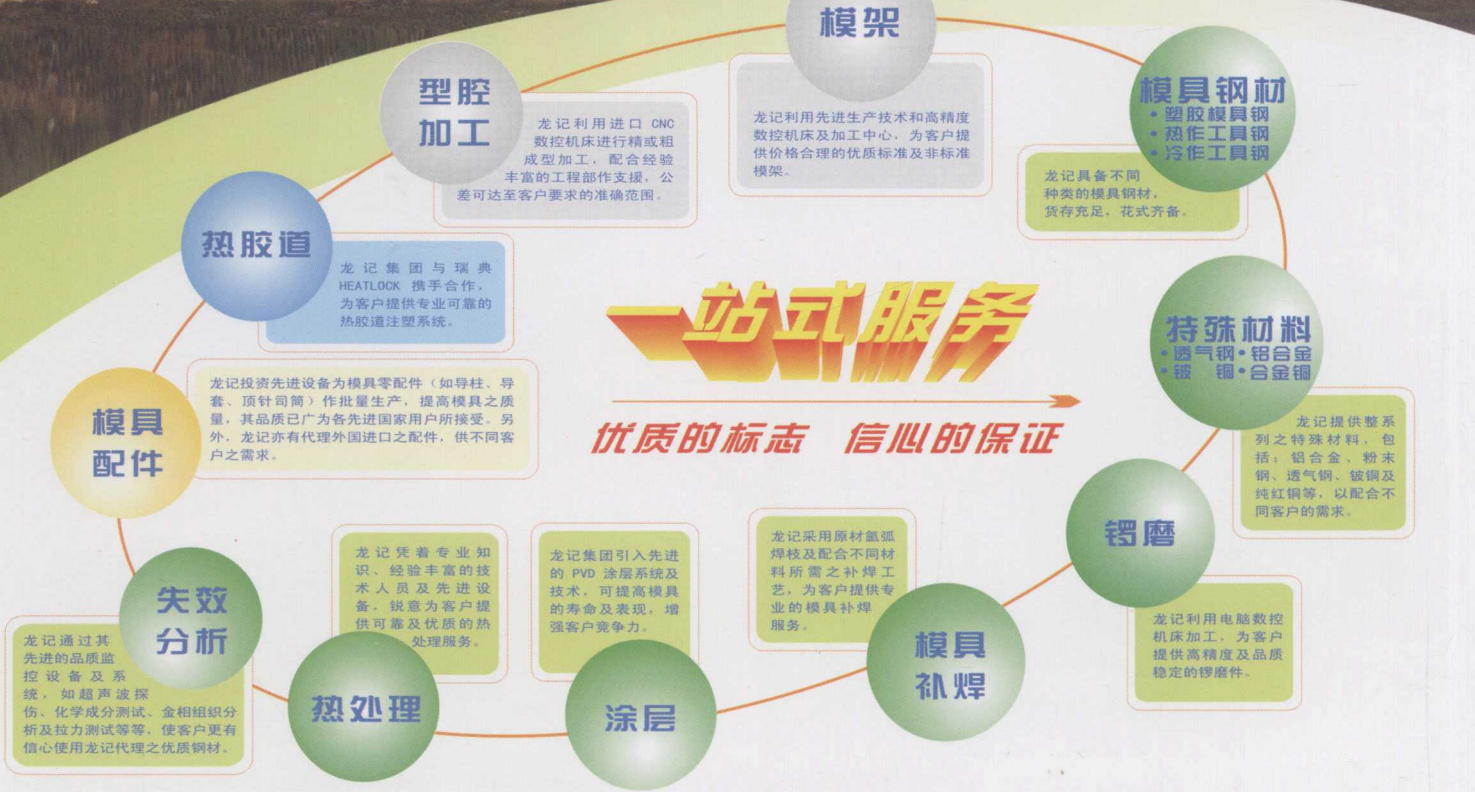 模架
龙记利用先进生产技术和高精度
数控机床及加工中心，为客户提
供价格合理的优质标准及非标准
模架。
模具钢材
•塑胶模具钢
•热作工具钢
•冷作工具钢
龙记具备不同
种类的模具钢材，
货存充足，花式齐备。
特殊材料
•透气钢•铝合金
•铍 铜•合金铜
龙记提供整系
列之特殊材料，包
括：铝合金、粉末
钢、透气钢、铍铜及
纯红铜等，以配合不
同客户的需求。
锣磨
龙记利用电脑数控
机床加工，为客户
提供高精度及品质
稳定的锣磨件。
模具
补焊
龙记采用原材氩弧
焊枝及配合不同材
料所需之补焊工
艺，为客户提供专
业的模具补焊
服务。
涂层
龙记集团引入先进
的 PVD 涂层系统及
技术，可提高模具
的寿命及表现，增
强客户竞争力。
热处理
龙记凭着专业知
识、经验丰富的技
术人员及先进设
备，锐意为客户提
供可靠及优质的热
处理服务。
失效
分析
龙记通过其
先进的品质监
控设备及系
统，如超声波探
伤、化学成分测试、金相组织分
析及拉力测试等等，使客户更有
信心使用龙记代理之优质钢材。
模具
配件
龙记投资先进设备为模具零配件（如导柱、导
套、顶针司筒）作批量生产，提高模具之质
量，其品质已广为各先进国家用户所接受。另
外，龙记亦有代理外国进口之配件，供不同客
户之需求。
热胶道
龙记集团与瑞典
HEATLOCK 携手合作，
为客户提供专业可靠的
热胶道注塑系统。
型腔
加工
龙记利用进口 CNC
数控机床进行精或粗
成型加工，配合经验
丰富的工程部作支援，公
差可达至客户要求的准确范围。
一站式服务
优质的标志 信心的保证